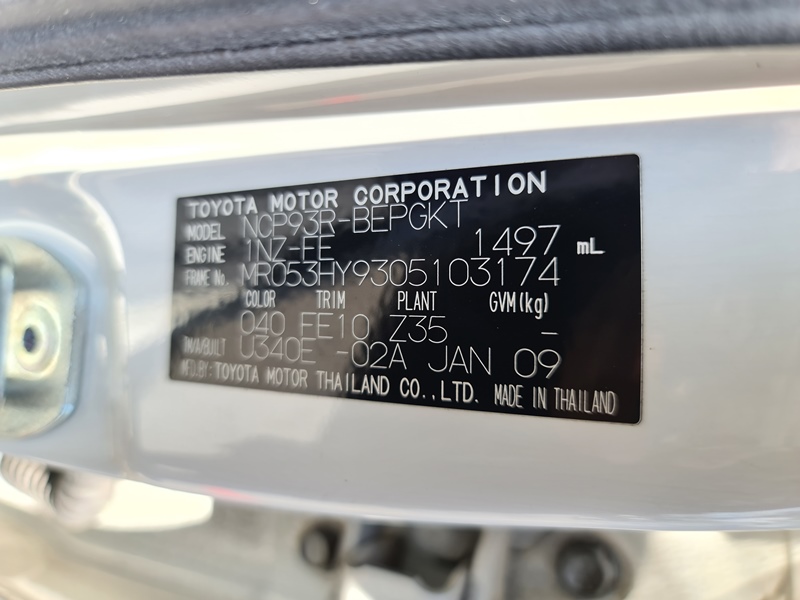 TOYOTA MOTOR CORPORATION
MODEL NCP93R-BEPGKT
ENGINE 1NZ-FE 1497 mL
FRAME No. MR053HY9305103174
COLOR TRIM PLANT GVM(kg)
040 FE10 Z35 -
TM/A/BUILT U340E -02A JAN 09
MFD.BY:TOYOTA MOTOR THAILAND CO.,LTD. MADE IN THAILAND